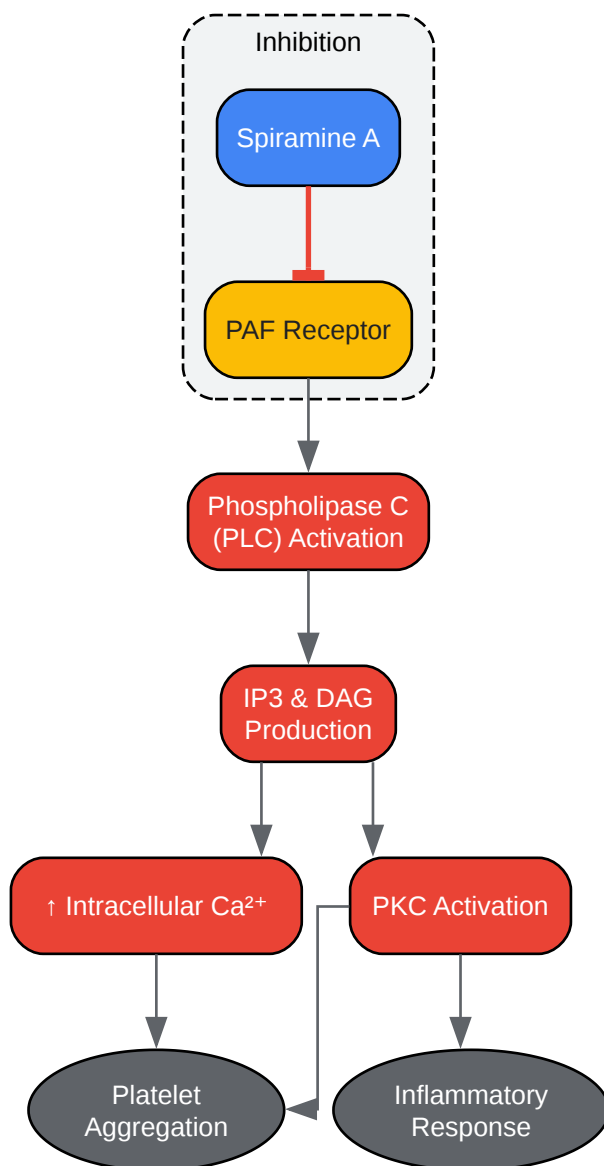 Inhibition
Spiramine A
PAF Receptor
Phospholipase C
(PLC) Activation
IP3 & DAG
Production
↑ Intracellular Ca²⁺
PKC Activation
Platelet
Aggregation
Inflammatory
Response